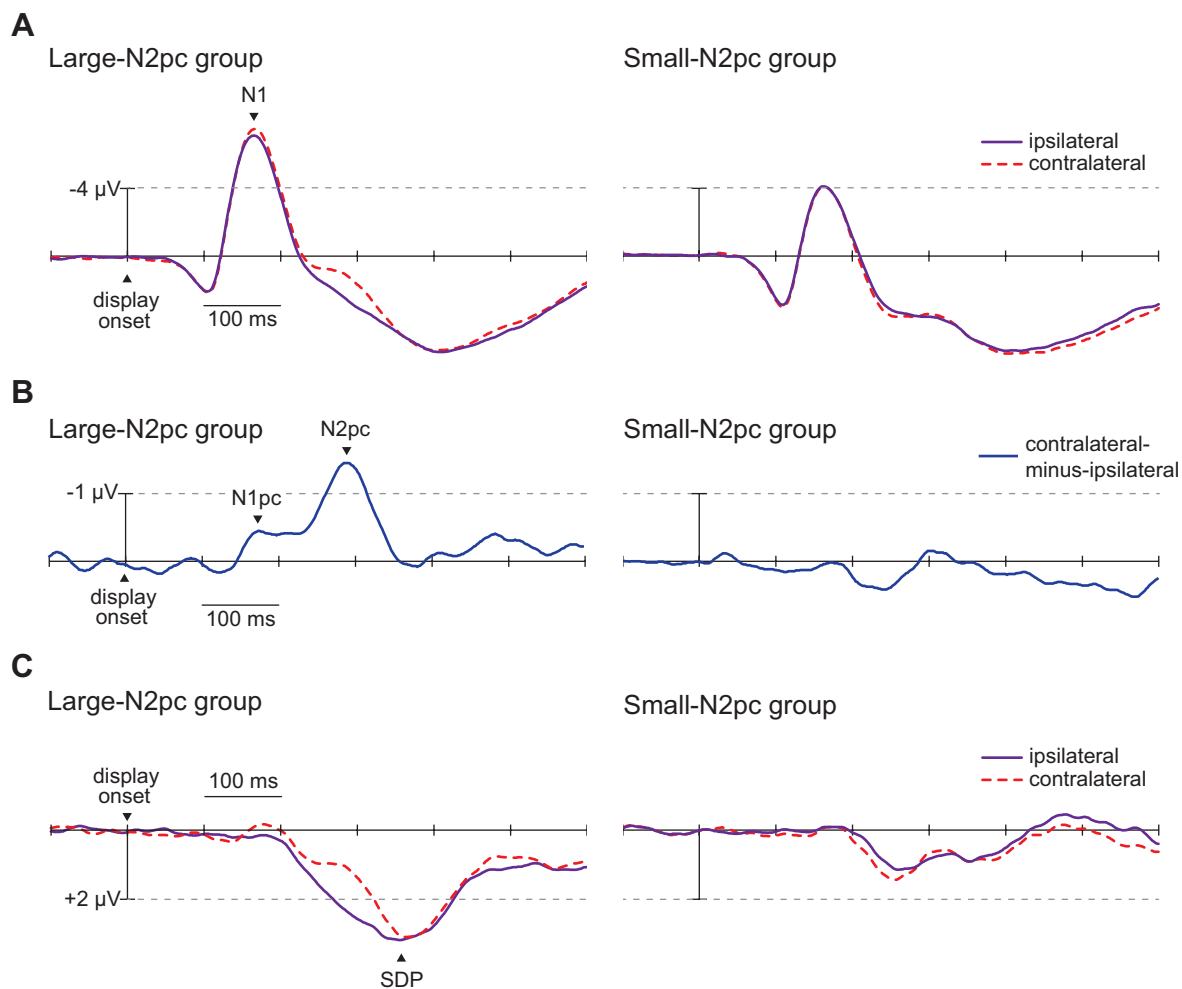 A
Large-N2pc group
Small-N2pc group
N1
ipsilateral
contralateral
-4 µV
display
onset
100 ms
B
Large-N2pc group
Small-N2pc group
N2pc
contralateral-
minus-ipsilateral
-1 µV
N1pc
display
onset
100 ms
C
Large-N2pc group
Small-N2pc group
display
onset
100 ms
ipsilateral
contralateral
+2 µV
SDP